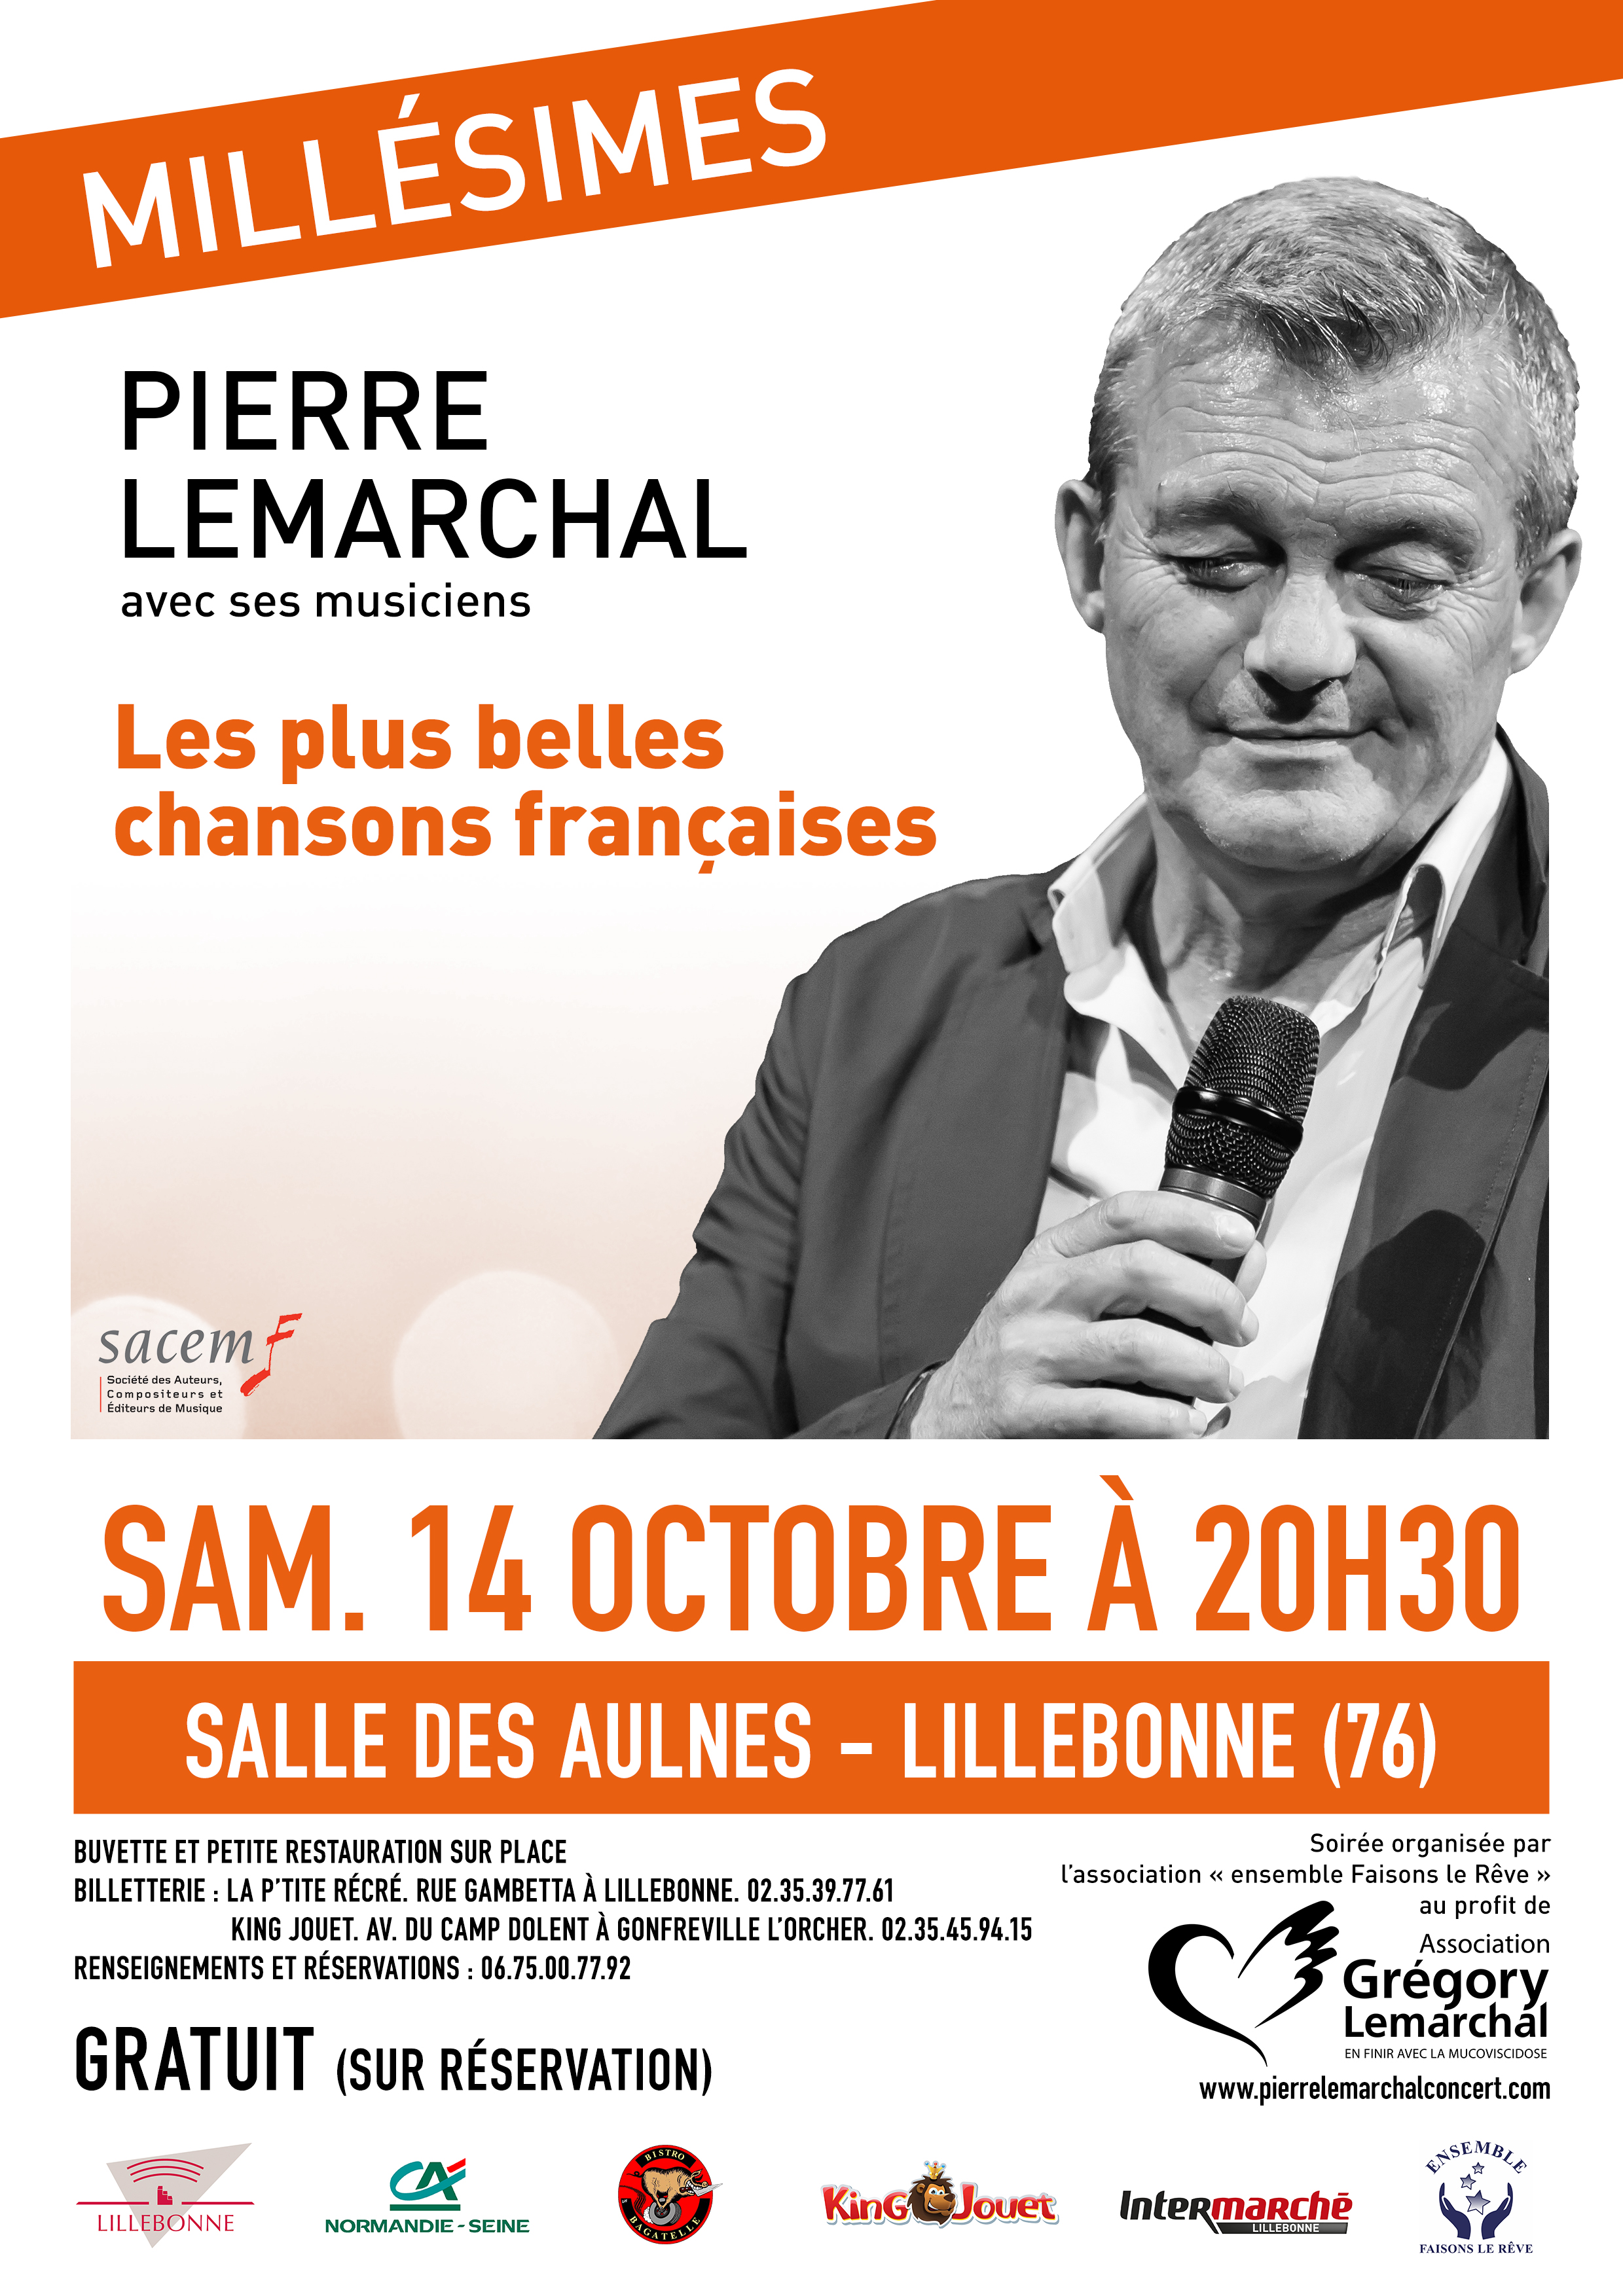 MILLÉSIMES
PIERRE
LEMARCHAL
avec ses musiciens
Les plus belles
chansons françaises
sacem
Société des Auteurs,
Compositeurs et
Éditeurs de Musique
SAM. 14 OCTOBRE À 20H30
SALLE DES AULNES - LILLEBONNE (76)
BUVETTE ET PETITE RESTAURATION SUR PLACE
BILLETTERIE : LA P'TITE RÉCRÉ. RUE GAMBETTA À LILLEBONNE. 02.35.39.77.61
KING JOUET. AV. DU CAMP DOLENT À GONFREVILLE L'ORCHER. 02.35.45.94.15
RENSEIGNEMENTS ET RÉSERVATIONS : 06.75.00.77.92
GRATUIT (SUR RÉSERVATION)
Soirée organisée par
l'association « ensemble Faisons le Rêve »
au profit de
Association
Grégory
Lemarchal
EN FINIR AVEC LA MUCOVISCIDOSE
www.pierrelemarchalconcert.com
LILLEBONNE
CA
NORMANDIE - SEINE
BISTRO
BAGATELLE
KinG Jouet
InterMarchē
LILLEBONNE
ENSEMBLE
FAISONS LE RÊVE